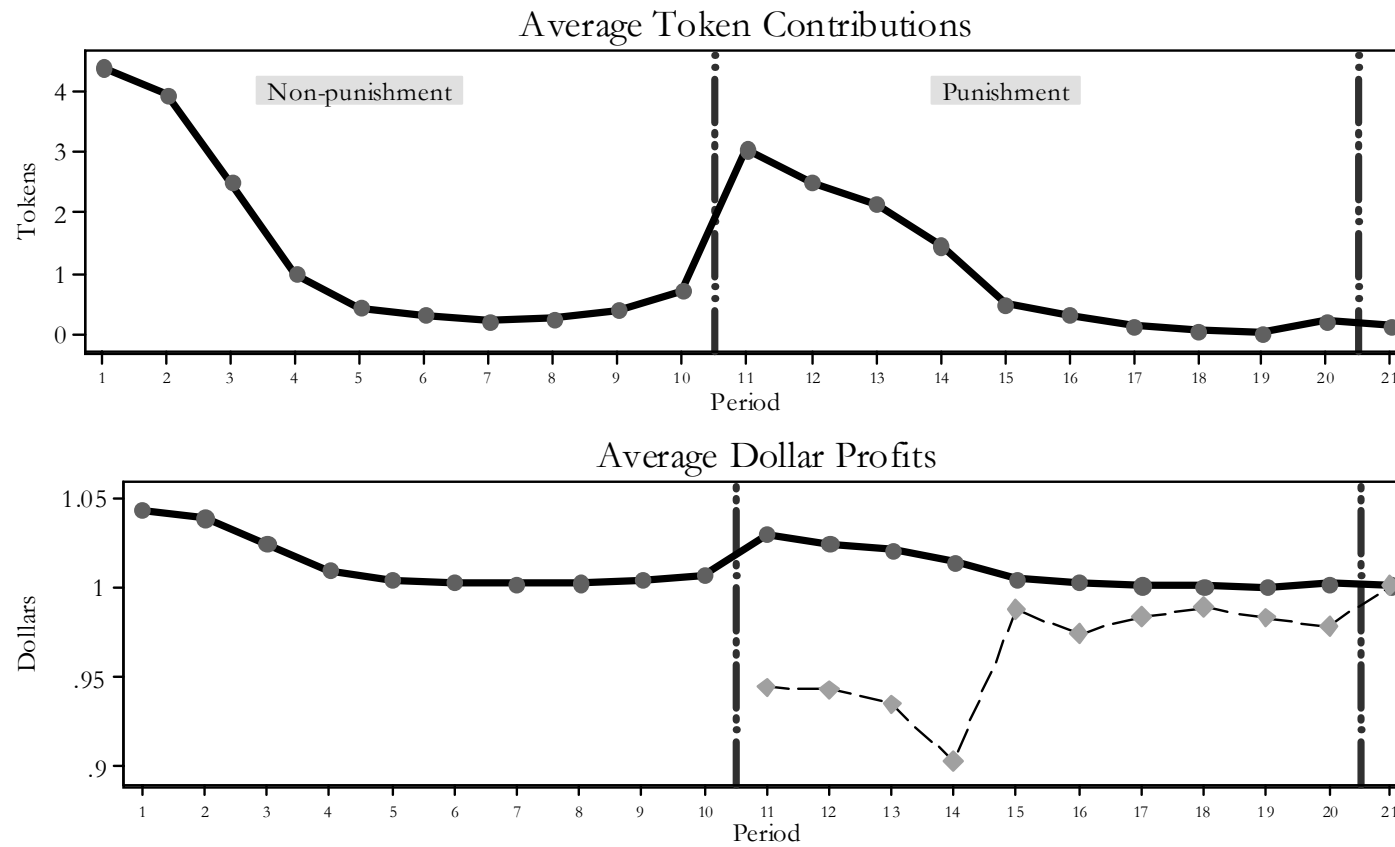 Average Token Contributions
Non-punishment
Punishment
Tokens
4
3
2
1
0
1 2 3 4 5 6 7 8 9 10 11 12 13 14 15 16 17 18 19 20 21
Period
Average Dollar Profits
Dollars
1.05
1
.95
.9
1 2 3 4 5 6 7 8 9 10 11 12 13 14 15 16 17 18 19 20 21
Period